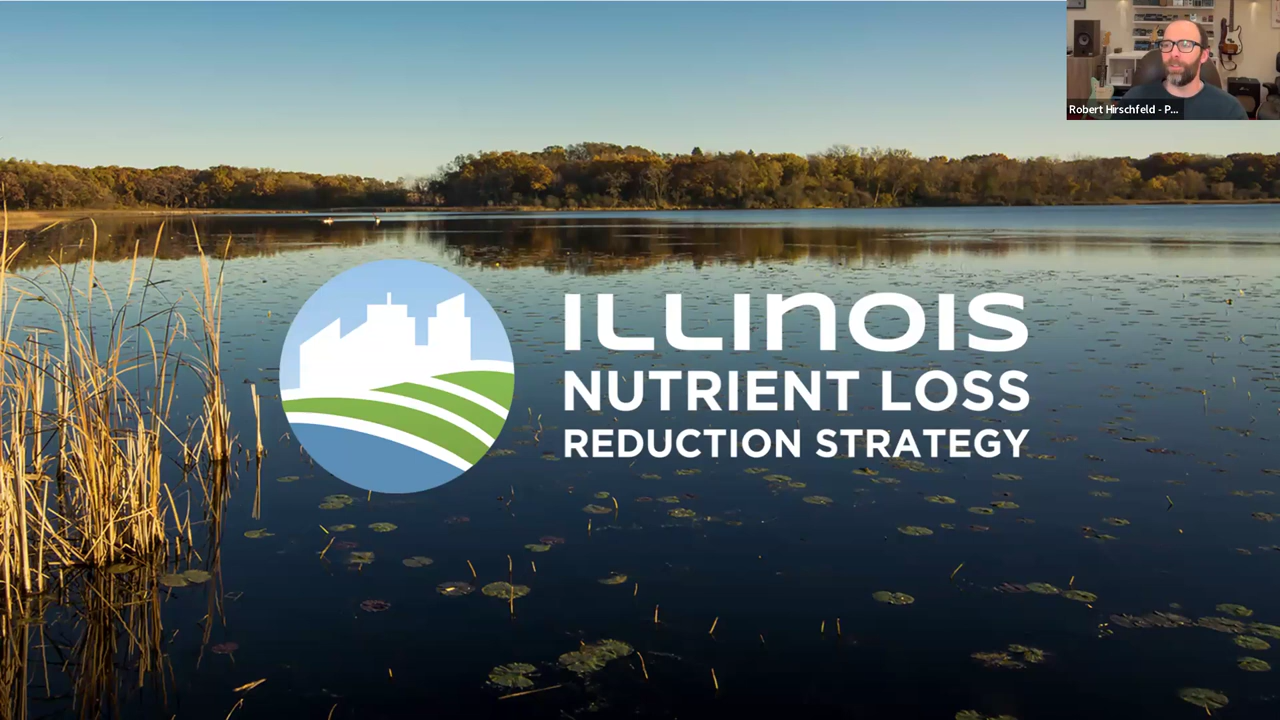 Robert Hirschfeld - P...
ILLINOIS
NUTRIENT LOSS
REDUCTION STRATEGY